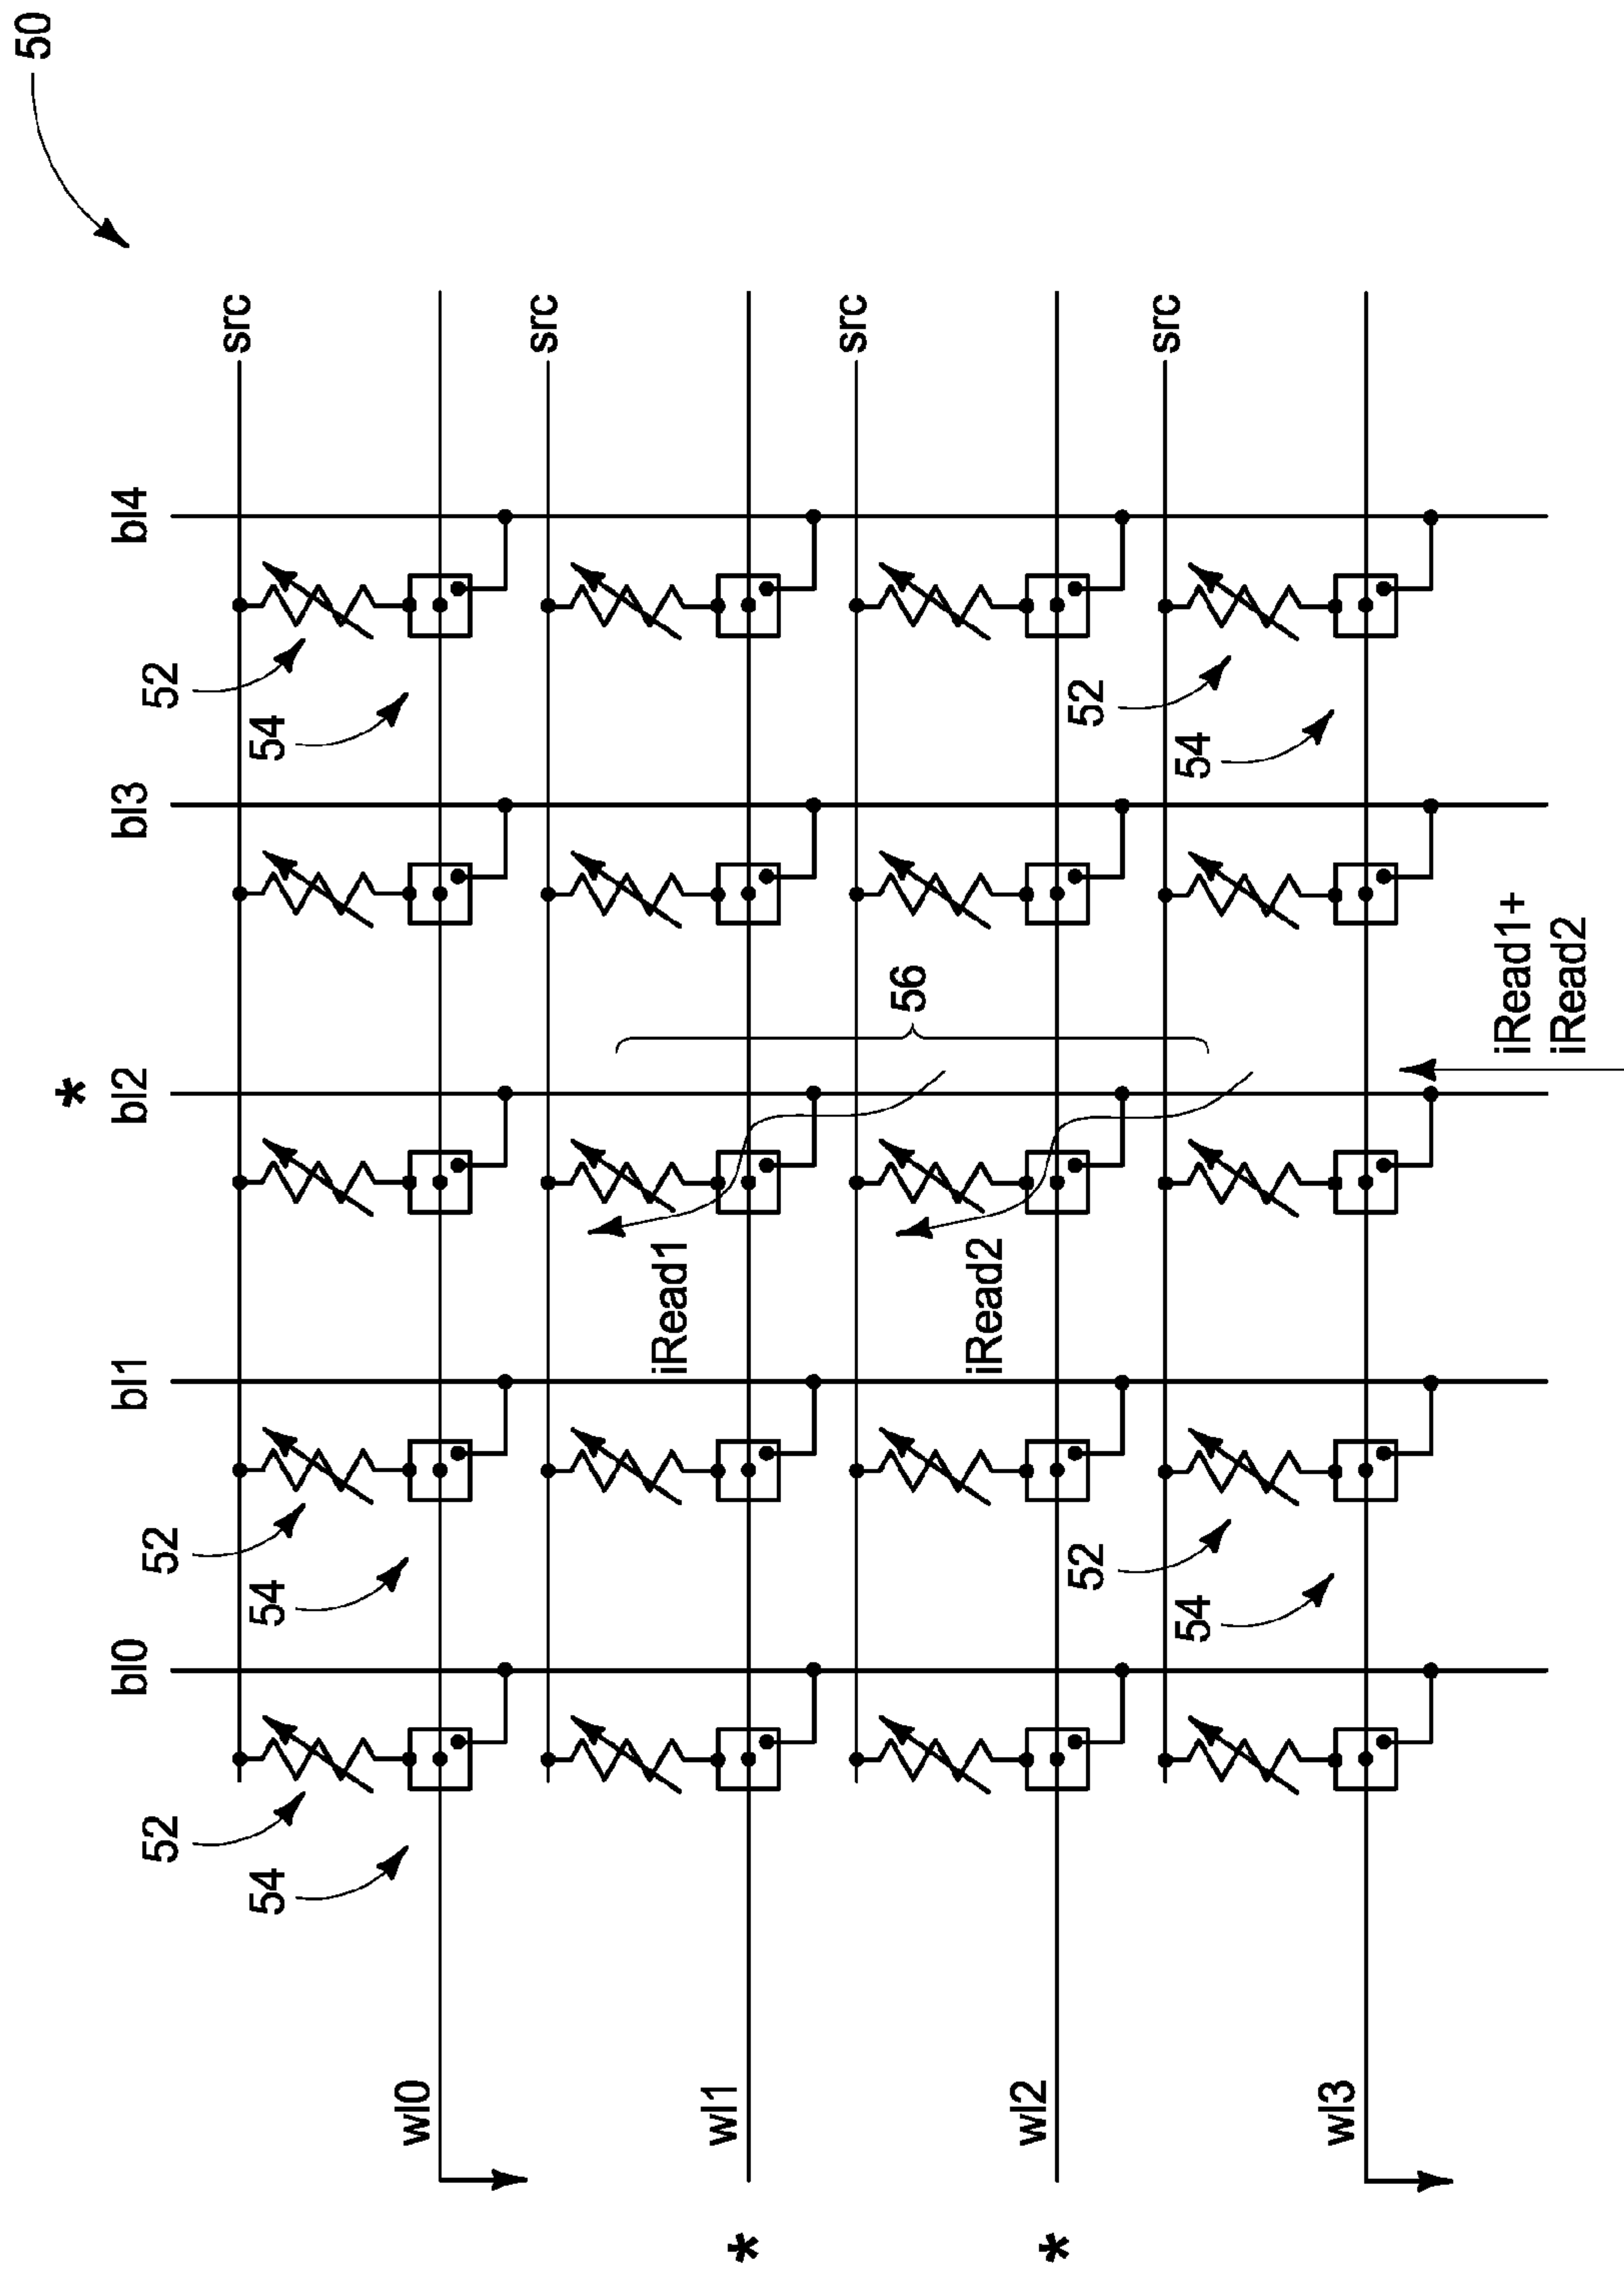 50
*
bl0 bl1 bl2 bl3 bl4
52 52 52
src
54 54 54
wl0
src
iRead1
wl1
*
src
56
iRead2
wl2
*
52 52
src
54 54
wl3
iRead1+
iRead2